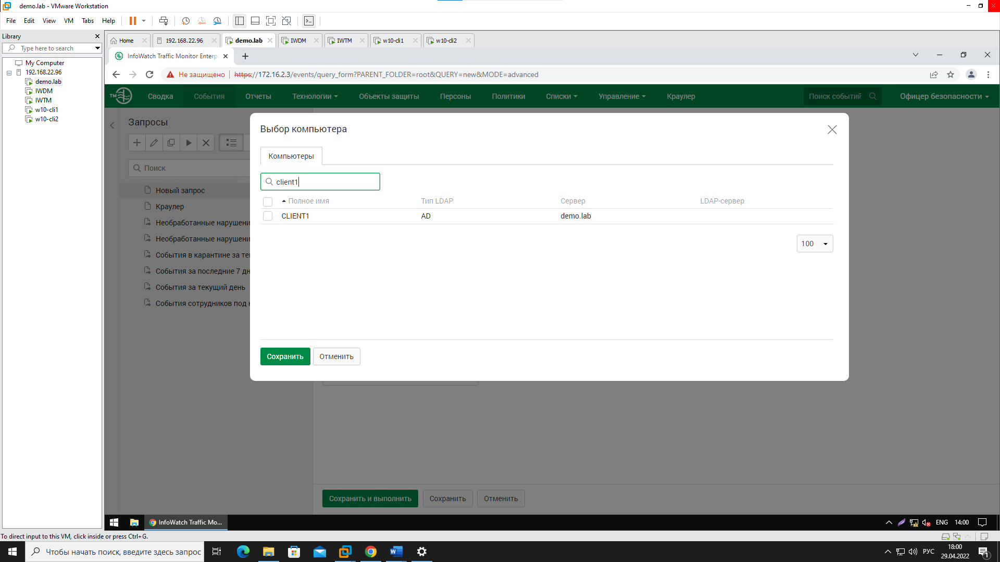 demo.lab - VMware Workstation
File Edit View VM Tabs Help
Library
Type here to search
My Computer
192.168.22.96
demo.lab
IWDM
IWTM
w10-cli1
w10-cli2
Home
192.168.22.96
demo.lab
IWDM
IWTM
w10-cli1
w10-cli2
InfoWatch Traffic Monitor Enterp
Не защищено
https://172.16.2.3/events/query_form?PARENT_FOLDER=root&QUERY=new&MODE=advanced
TM
Сводка
События
Отчеты
Технологии
Объекты защиты
Персоны
Политики
Списки
Управление
Краулер
Поиск событий
Офицер безопасности
Запросы
Поиск
Новый запрос
Краулер
Необработанные нарушени
Необработанные нарушени
События в карантине за те
События за последние 7 дн
События за текущий день
События сотрудников под
Выбор компьютера
Компьютеры
client1
Полное имя Тип LDAP Сервер LDAP-сервер
CLIENT1 AD demo.lab
100
Сохранить
Отменить
Сохранить и выполнить
Сохранить
Отменить
InfoWatch Traffic Mo...
ENG 14:00
To direct input to this VM, click inside or press Ctrl+G.
Чтобы начать поиск, введите здесь запрос
РУС
18:00
29.04.2022
1